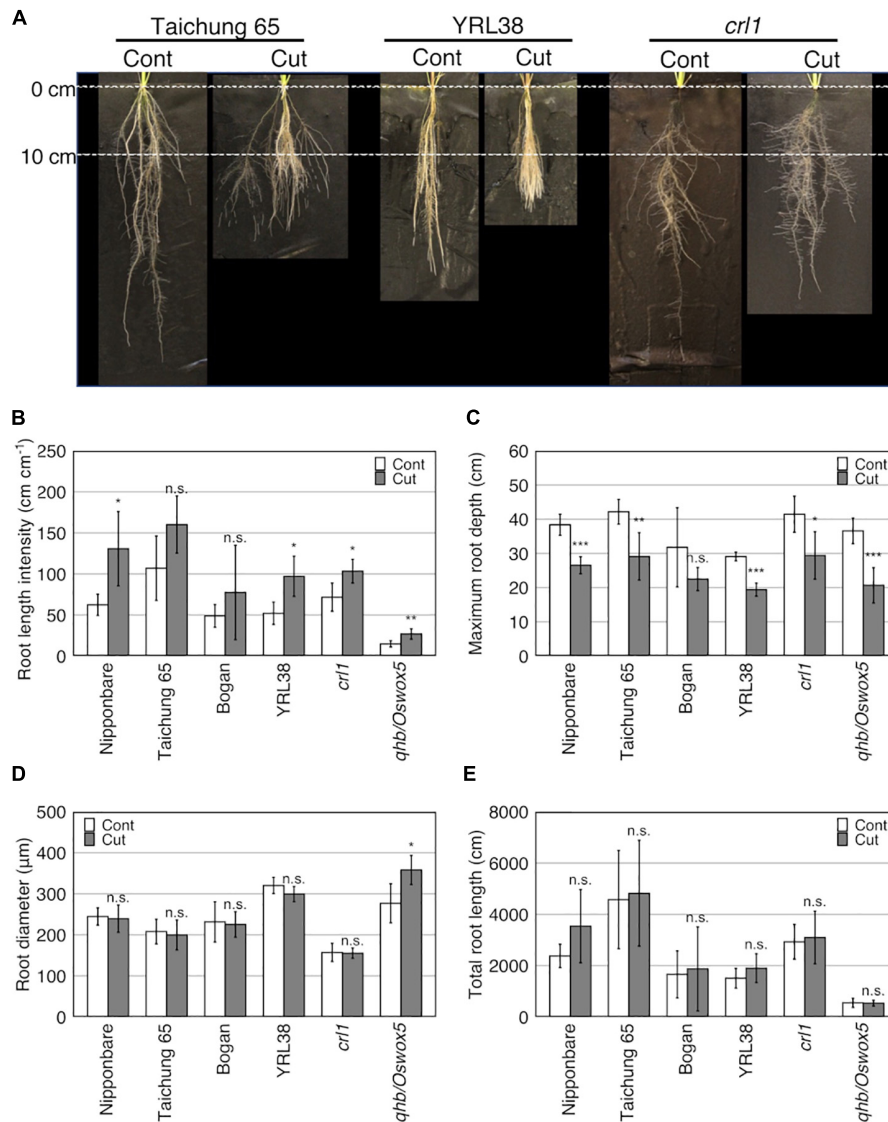 A
Taichung 65
YRL38
crl1
Cont
Cut
Cont
Cut
Cont
Cut
0 cm
10 cm
B
Root length intensity (cm cm⁻¹)
250
200
150
100
50
0
Cont
Cut
*
n.s.
n.s.
*
*
**
Nipponbare
Taichung 65
Bogan
YRL38
crl1
qhb/Oswox5
C
Maximum root depth (cm)
60
50
40
30
20
10
0
Cont
Cut
***
**
n.s.
***
*
***
Nipponbare
Taichung 65
Bogan
YRL38
crl1
qhb/Oswox5
D
Root diameter (μm)
500
400
300
200
100
0
Cont
Cut
n.s.
n.s.
n.s.
n.s.
n.s.
*
Nipponbare
Taichung 65
Bogan
YRL38
crl1
qhb/Oswox5
E
Total root length (cm)
8000
6000
4000
2000
0
Cont
Cut
n.s.
n.s.
n.s.
n.s.
n.s.
n.s.
Nipponbare
Taichung 65
Bogan
YRL38
crl1
qhb/Oswox5